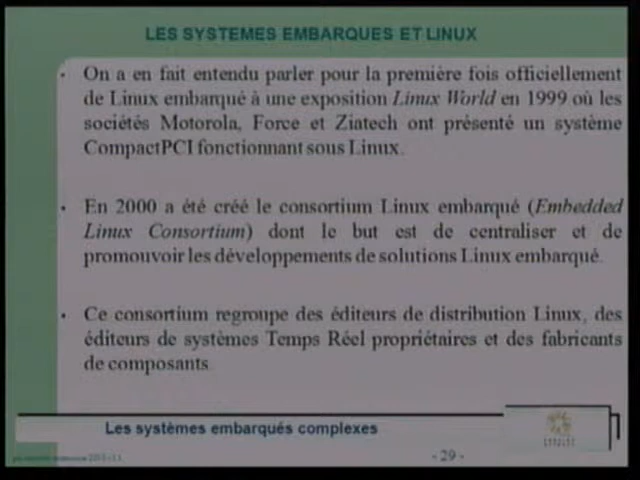 LES SYSTEMES EMBARQUES ET LINUX
• On a en fait entendu parler pour la première fois officiellement
de Linux embarqué à une exposition Linux World en 1999 où les
sociétés Motorola, Force et Ziatech ont présenté un système
CompactPCI fonctionnant sous Linux.
• En 2000 a été créé le consortium Linux embarqué (Embedded
Linux Consortium) dont le but est de centraliser et de
promouvoir les développements de solutions Linux embarqué.
• Ce consortium regroupe des éditeurs de distribution Linux, des
éditeurs de systèmes Temps Réel propriétaires et des fabricants
de composants.
Les systèmes embarqués complexes
- 29 -